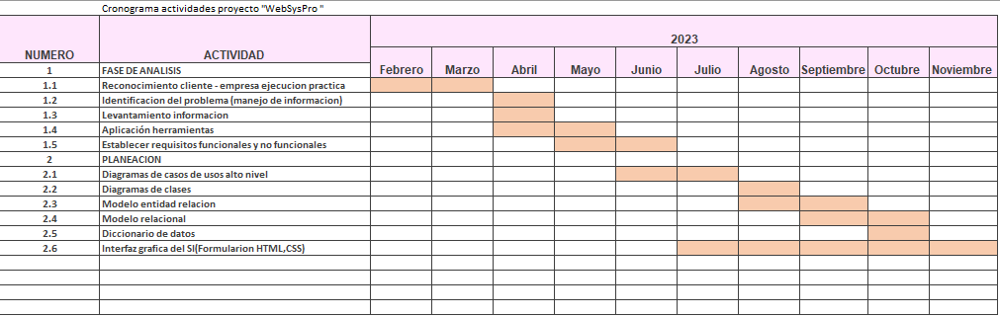 Cronograma actividades proyecto "WebSysPro "
2023
NUMERO ACTIVIDAD
1 FASE DE ANALISIS Febrero Marzo Abril Mayo Junio Julio Agosto Septiembre Octubre Noviembre
1.1 Reconocimiento cliente - empresa ejecucion practica
1.2 Identificacion del problema (manejo de informacion)
1.3 Levantamiento informacion
1.4 Aplicación herramientas
1.5 Establecer requisitos funcionales y no funcionales
2 PLANEACION
2.1 Diagramas de casos de usos alto nivel
2.2 Diagramas de clases
2.3 Modelo entidad relacion
2.4 Modelo relacional
2.5 Diccionario de datos
2.6 Interfaz grafica del SI(Formularion HTML,CSS)